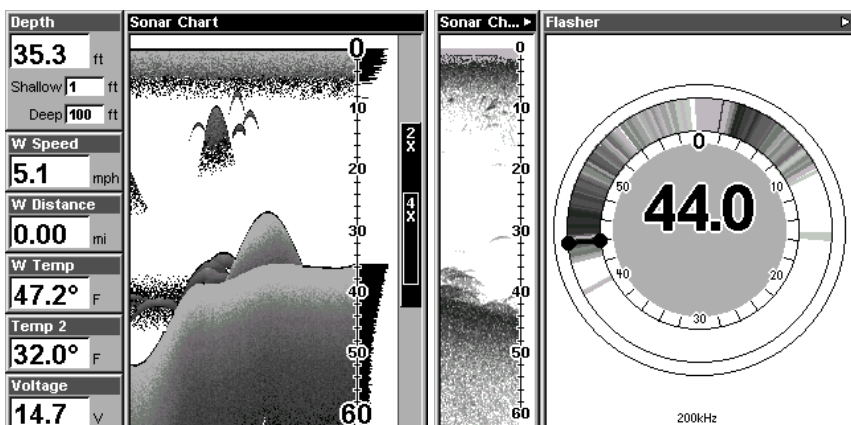 Depth
35.3 ft
Shallow 1 ft
Deep 100 ft
W Speed
5.1 mph
W Distance
0.00 mi
W Temp
47.2° F
Temp 2
32.0° F
Voltage
14.7 V
Sonar Chart
0
10
20
30
40
50
60
2X
4X
Sonar Ch...
0
10
20
30
40
50
60
Flasher
0
10
20
30
40
50
44.0
200kHz